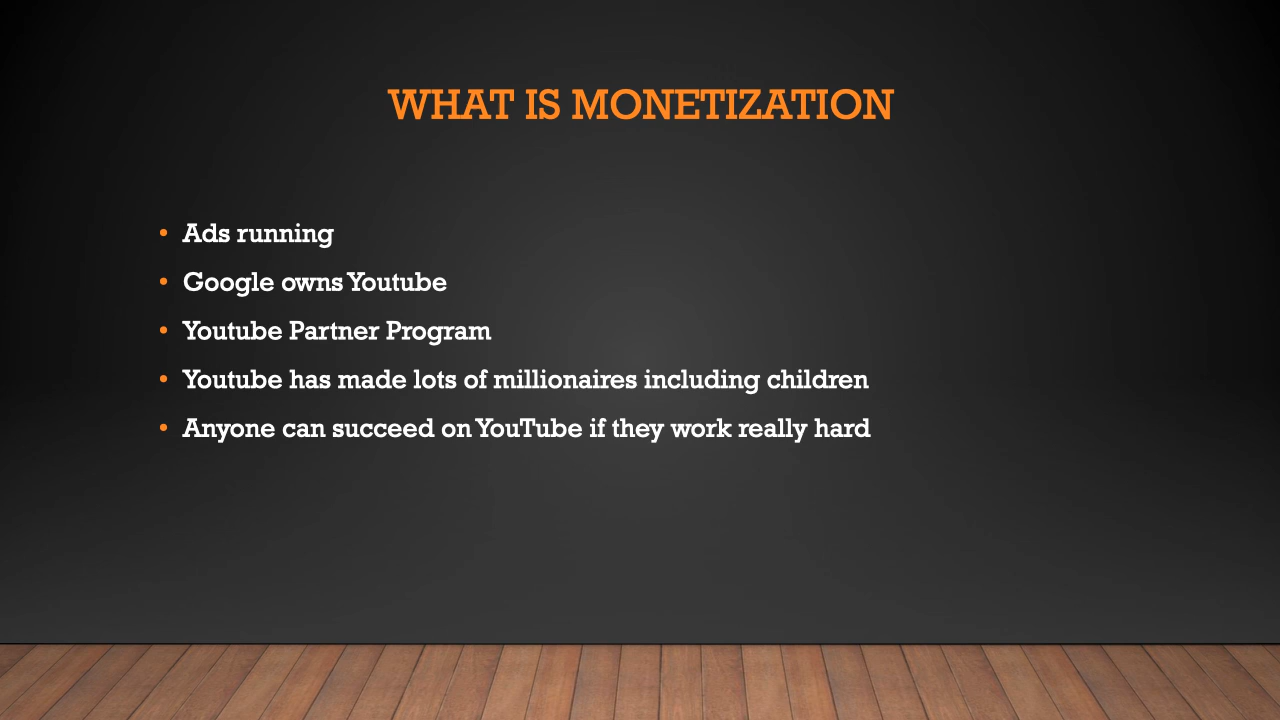 WHAT IS MONETIZATION
• Ads running
• Google owns Youtube
• Youtube Partner Program
• Youtube has made lots of millionaires including children
• Anyone can succeed on YouTube if they work really hard